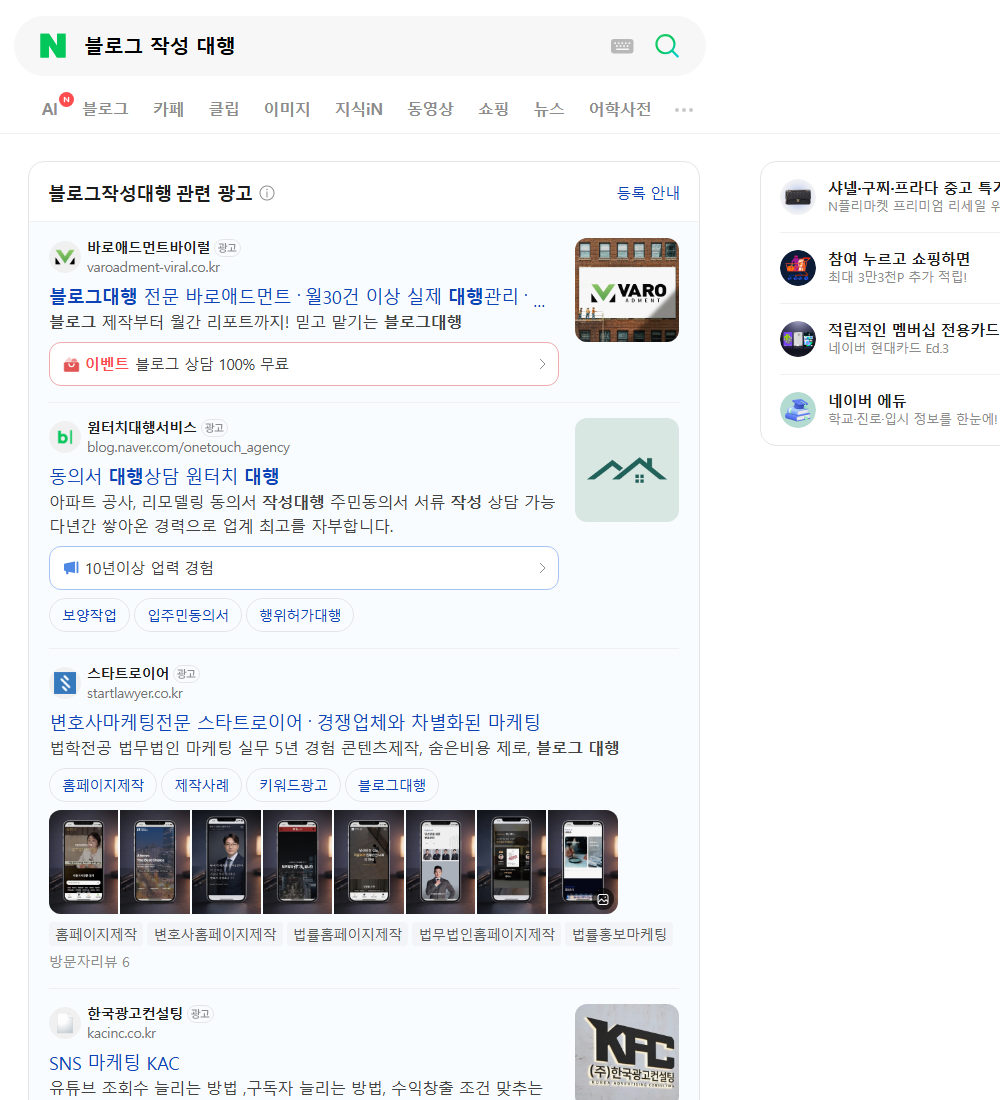 블로그 작성 대행
AI N 블로그 카페 클립 이미지 지식iN 동영상 쇼핑 뉴스 어학사전
블로그작성대행 관련 광고
등록 안내
바로애드먼트바이럴 광고
varoadment-viral.co.kr
블로그대행 전문 바로애드먼트 · 월30건 이상 실제 대행관리 · ...
블로그 제작부터 월간 리포트까지! 믿고 맡기는 블로그대행
이벤트 블로그 상담 100% 무료
VARO
ADMENT
원터치대행서비스 광고
blog.naver.com/onetouch_agency
동의서 대행상담 원터치 대행
아파트 공사, 리모델링 동의서 작성대행 주민동의서 서류 작성 상담 가능
다년간 쌓아온 경력으로 업계 최고를 자부합니다.
10년이상 업력 경험
보양작업 입주민동의서 행위허가대행
스타트로이어 광고
startlawyer.co.kr
변호사마케팅전문 스타트로이어 · 경쟁업체와 차별화된 마케팅
법학전공 법무법인 마케팅 실무 5년 경험 콘텐츠제작, 숨은비용 제로, 블로그 대행
홈페이지제작 제작사례 키워드광고 블로그대행
홈페이지제작 변호사홈페이지제작 법률홈페이지제작 법무법인홈페이지제작 법률홍보마케팅
방문자리뷰 6
한국광고컨설팅 광고
kacinc.co.kr
SNS 마케팅 KAC
유튜브 조회수 늘리는 방법 ,구독자 늘리는 방법, 수익창출 조건 맞추는
KFC
(주)한국광고컨설팅
KOREA ADVERTISING CONSULTING
샤넬·구찌·프라다 중고 특가
N플리마켓 프리미엄 리세일 위
참여 누르고 쇼핑하면
최대 3만3천P 추가 적립!
적립적인 멤버십 전용카드
네이버 현대카드 Ed.3
네이버 에듀
학교·진로·입시 정보를 한눈에!